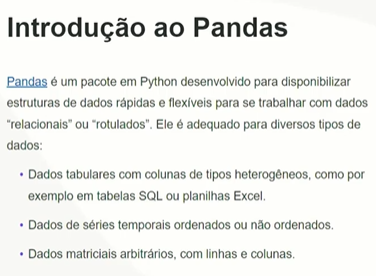 Introdução ao Pandas
Pandas é um pacote em Python desenvolvido para disponibilizar
estruturas de dados rápidas e flexíveis para se trabalhar com dados
“relacionais” ou “rotulados”. Ele é adequado para diversos tipos de
dados:
• Dados tabulares com colunas de tipos heterogêneos, como por
exemplo em tabelas SQL ou planilhas Excel.
• Dados de séries temporais ordenados ou não ordenados.
• Dados matriciais arbitrários, com linhas e colunas.